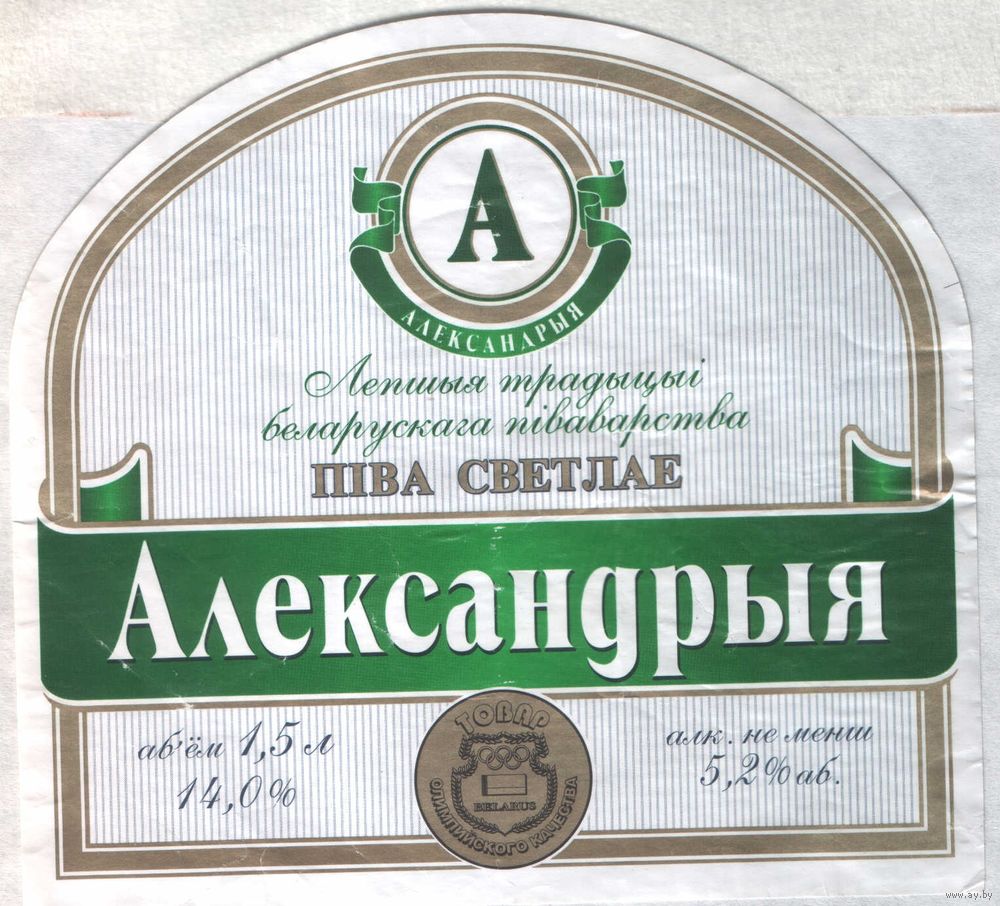 А
АЛЕКСАНДРЫЯ
Лепшыя традыцыі
беларускага піваварства
ПІВА СВЕТЛАЕ
Александрыя
аб'ём 1,5 л
14,0%
алк. не менш
5,2% аб.
ТОВАР
BELARUS
ОЛИМПИЙСКОГО КАЧЕСТВА
www.ay.by